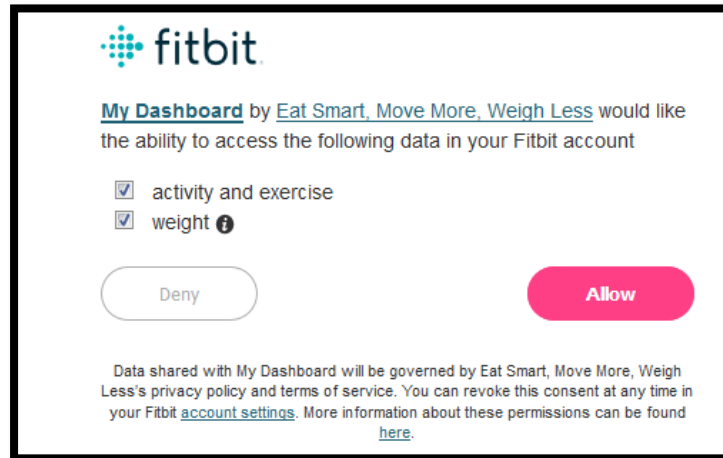 fitbit.
My Dashboard by Eat Smart, Move More, Weigh Less would like
the ability to access the following data in your Fitbit account
activity and exercise
weight i
Deny
Allow
Data shared with My Dashboard will be governed by Eat Smart, Move More, Weigh
Less's privacy policy and terms of service. You can revoke this consent at any time in
your Fitbit account settings. More information about these permissions can be found
here.